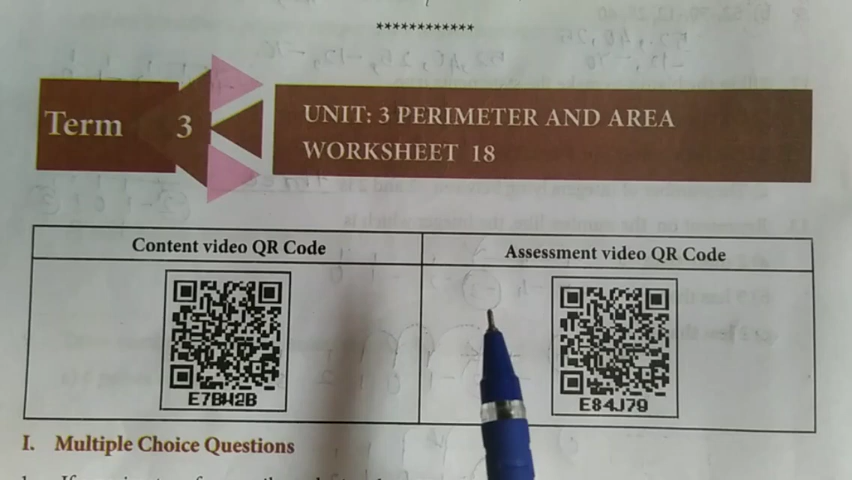 ************
Term 3
UNIT: 3 PERIMETER AND AREA
WORKSHEET 18
Content video QR Code
Assessment video QR Code
E7BW2B
E84J79
I. Multiple Choice Questions